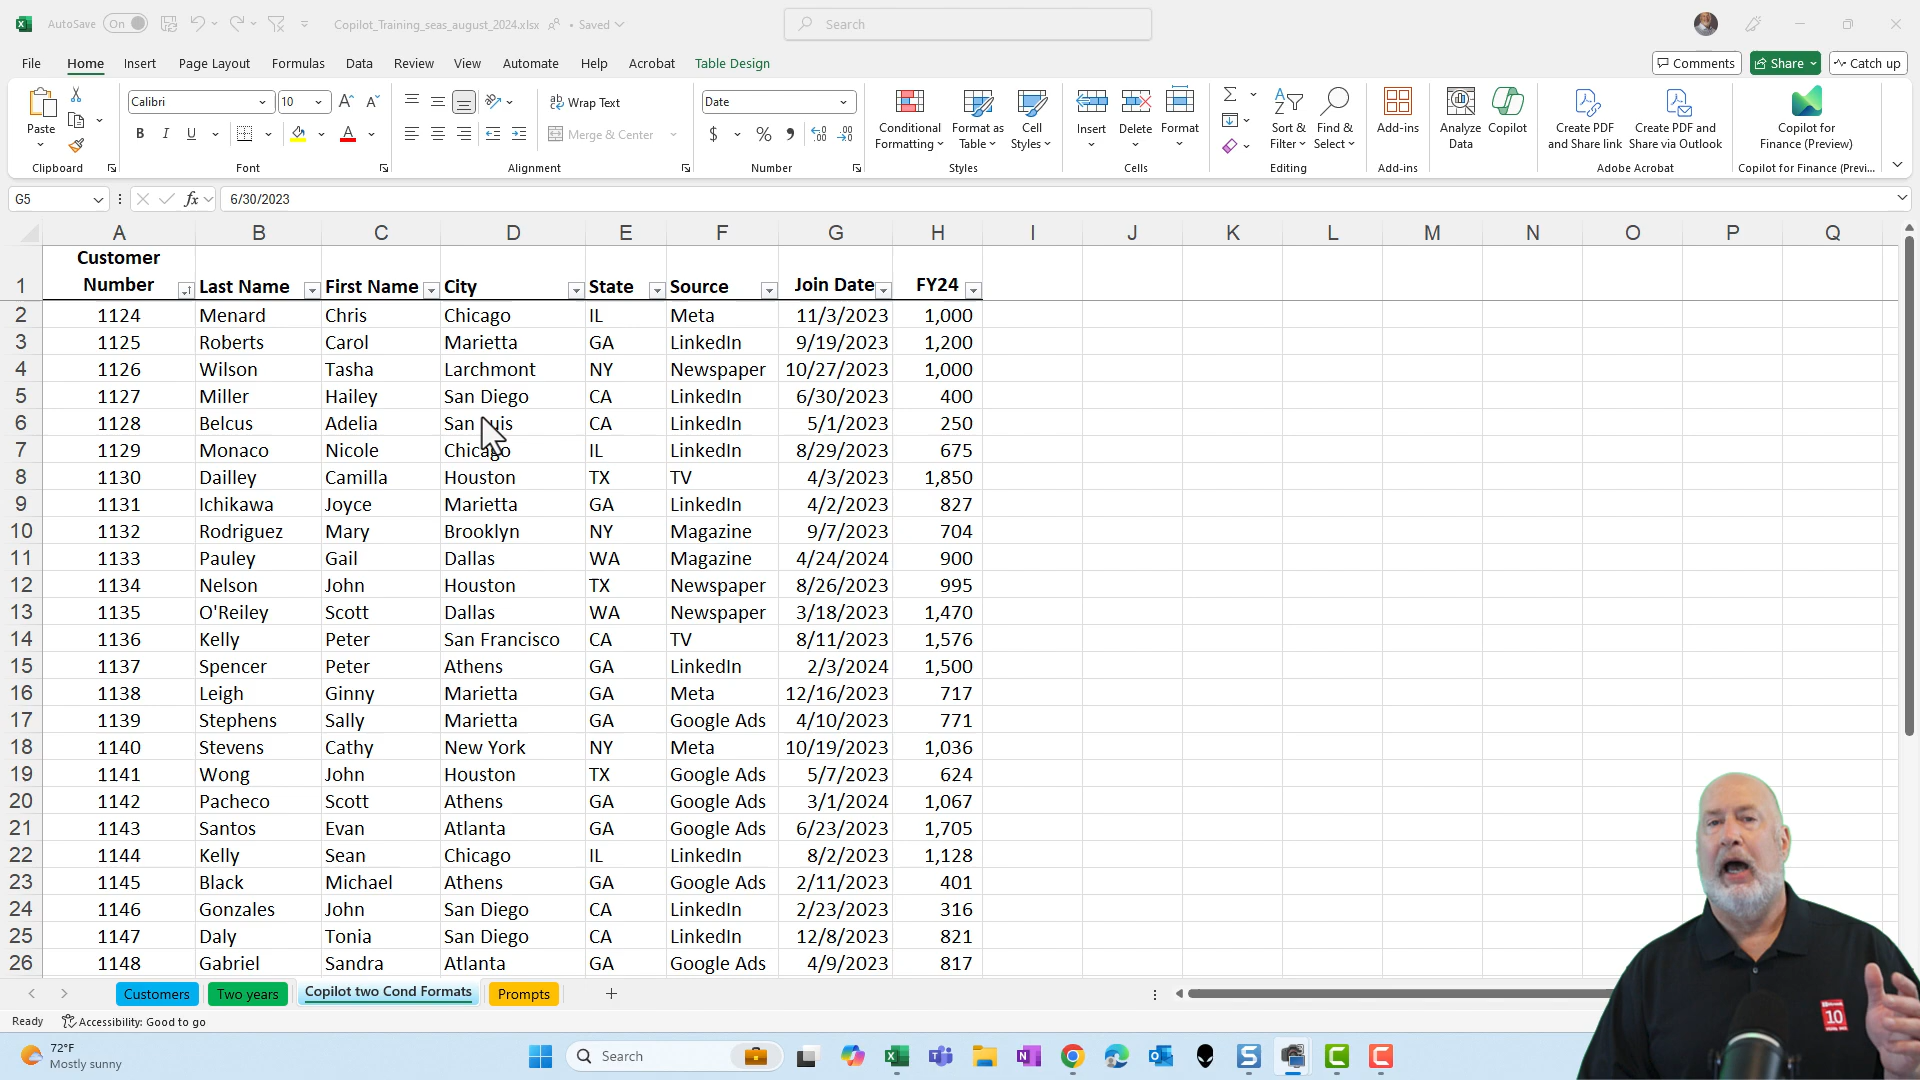 AutoSave On Copilot_Training_seas_august_2024.xlsx • Saved Search
File Home Insert Page Layout Formulas Data Review View Automate Help Acrobat Table Design Comments Share Catch up
Paste Calibri 10 Wrap Text Merge & Center Date Conditional Formatting Format as Table Cell Styles Insert Delete Format Sort & Filter Find & Select Add-ins Analyze Data Copilot Create PDF and Share link Create PDF and Share via Outlook Copilot for Finance (Preview)
Clipboard Font Alignment Number Styles Cells Editing Add-ins Adobe Acrobat Copilot for Finance (Previ...
G5 fx 6/30/2023
A B C D E F G H I J K L M N O P Q
1 Customer Number Last Name First Name City State Source Join Date FY24
2 1124 Menard Chris Chicago IL Meta 11/3/2023 1,000
3 1125 Roberts Carol Marietta GA LinkedIn 9/19/2023 1,200
4 1126 Wilson Tasha Larchmont NY Newspaper 10/27/2023 1,000
5 1127 Miller Hailey San Diego CA LinkedIn 6/30/2023 400
6 1128 Belcus Adelia San Luis CA LinkedIn 5/1/2023 250
7 1129 Monaco Nicole Chicago IL LinkedIn 8/29/2023 675
8 1130 Dailley Camilla Houston TX TV 4/3/2023 1,850
9 1131 Ichikawa Joyce Marietta GA LinkedIn 4/2/2023 827
10 1132 Rodriguez Mary Brooklyn NY Magazine 9/7/2023 704
11 1133 Pauley Gail Dallas WA Magazine 4/24/2024 900
12 1134 Nelson John Houston TX Newspaper 8/26/2023 995
13 1135 O'Reiley Scott Dallas WA Newspaper 3/18/2023 1,470
14 1136 Kelly Peter San Francisco CA TV 8/11/2023 1,576
15 1137 Spencer Peter Athens GA LinkedIn 2/3/2024 1,500
16 1138 Leigh Ginny Marietta GA Meta 12/16/2023 717
17 1139 Stephens Sally Marietta GA Google Ads 4/10/2023 771
18 1140 Stevens Cathy New York NY Meta 10/19/2023 1,036
19 1141 Wong John Houston TX Google Ads 5/7/2023 624
20 1142 Pacheco Scott Athens GA Google Ads 3/1/2024 1,067
21 1143 Santos Evan Atlanta GA Google Ads 6/23/2023 1,705
22 1144 Kelly Sean Chicago IL LinkedIn 8/2/2023 1,128
23 1145 Black Michael Athens GA Google Ads 2/11/2023 401
24 1146 Gonzales John San Diego CA LinkedIn 2/23/2023 316
25 1147 Daly Tonia San Diego CA LinkedIn 12/8/2023 821
26 1148 Gabriel Sandra Atlanta GA Google Ads 4/9/2023 817
Customers Two years Copilot two Cond Formats Prompts
Ready Accessibility: Good to go
10
72°F
Mostly sunny
Search